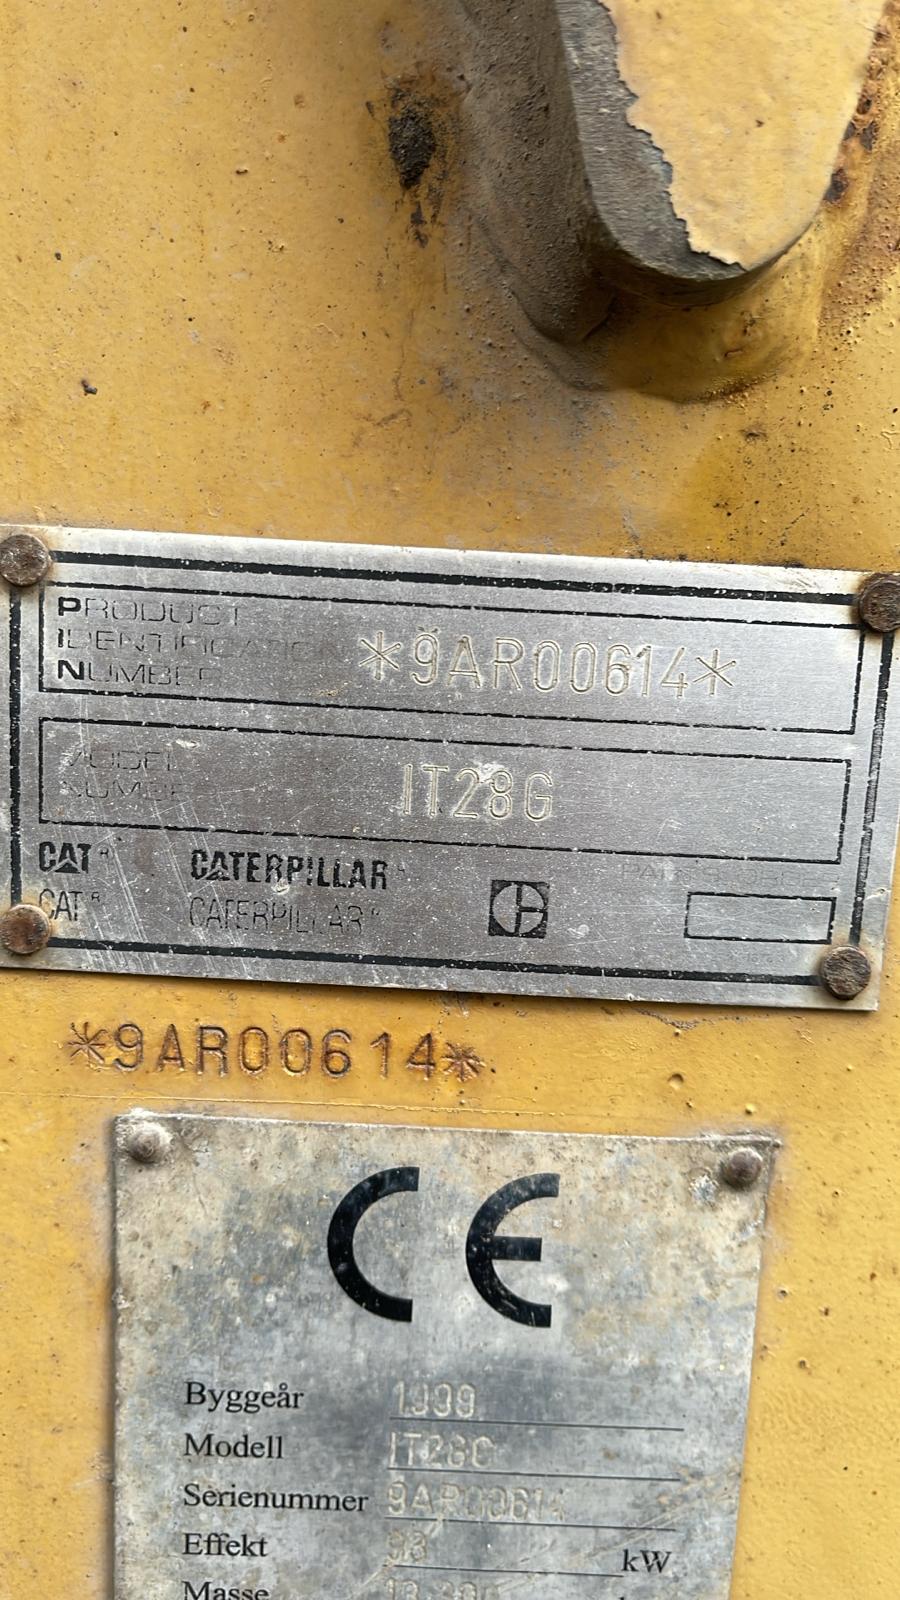 PRODUCT
IDENTIFICATION
NUMBER
*9AR00614*
MODEL
NUMBER
IT28G
CAT® CATERPILLAR®
CAT® CATERPILLAR®
*9AR00614*
CE
Byggeår 1999
Modell IT28G
Serienummer 9AR00614
Effekt 93 kW
Masse